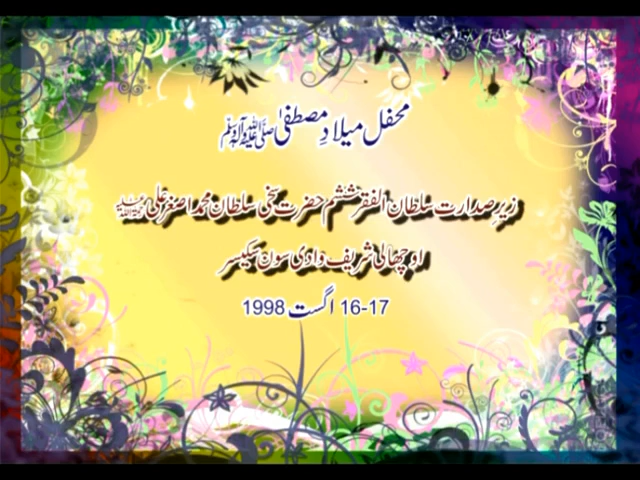 محفل میلادِ مصطفیٰ صلی اللہ علیہ وآلہ وسلم
زیرِ صدارت سلطان الفقر ششم حضرت سخی سلطان محمد اصغر علی رحمۃ اللہ علیہ
اوچھالی شریف وادی سون سکیسر
16-17 اگست 1998